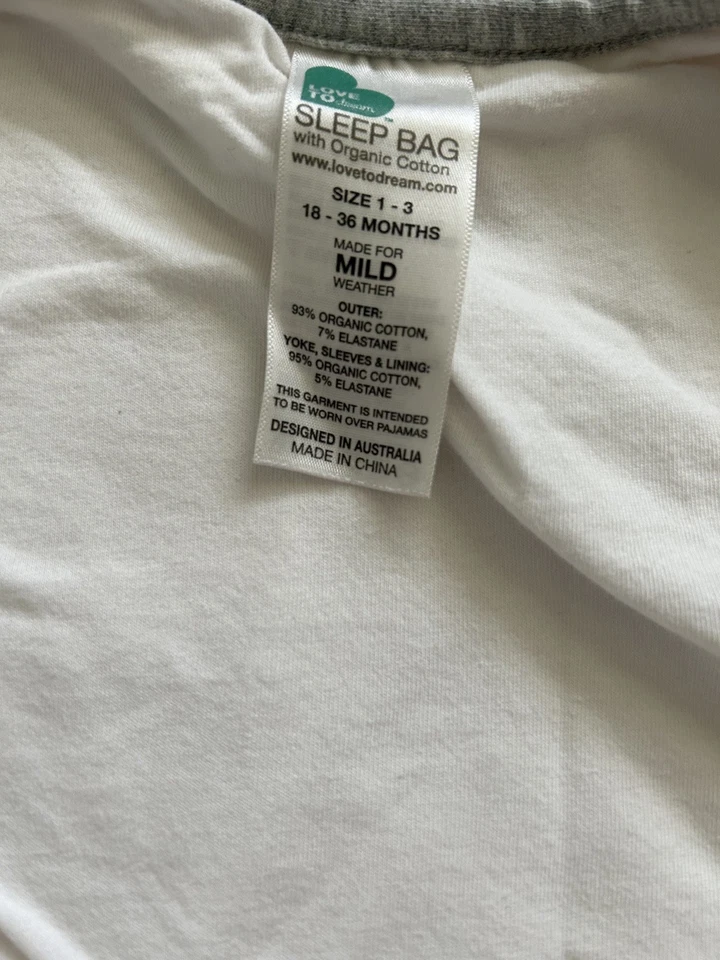 LOVE
TO dream ™
SLEEP BAG
with Organic Cotton
www.lovetodream.com
SIZE 1 - 3
18 - 36 MONTHS
MADE FOR
MILD
WEATHER
OUTER:
93% ORGANIC COTTON,
7% ELASTANE
YOKE, SLEEVES & LINING:
95% ORGANIC COTTON,
5% ELASTANE
THIS GARMENT IS INTENDED
TO BE WORN OVER PAJAMAS
DESIGNED IN AUSTRALIA
MADE IN CHINA